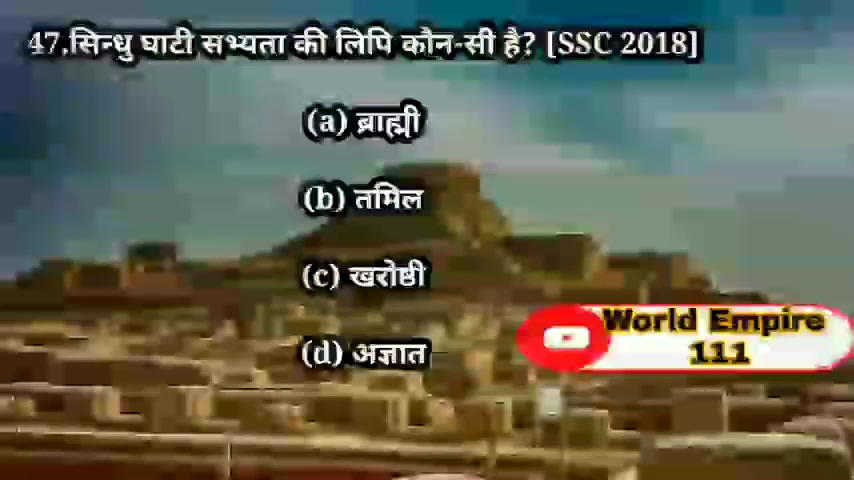 47.सिन्धु घाटी सभ्यता की लिपि कौन-सी है? [SSC 2018]
(a) ब्राह्मी
(b) तमिल
(c) खरोष्ठी
(d) अज्ञात
World Empire
111